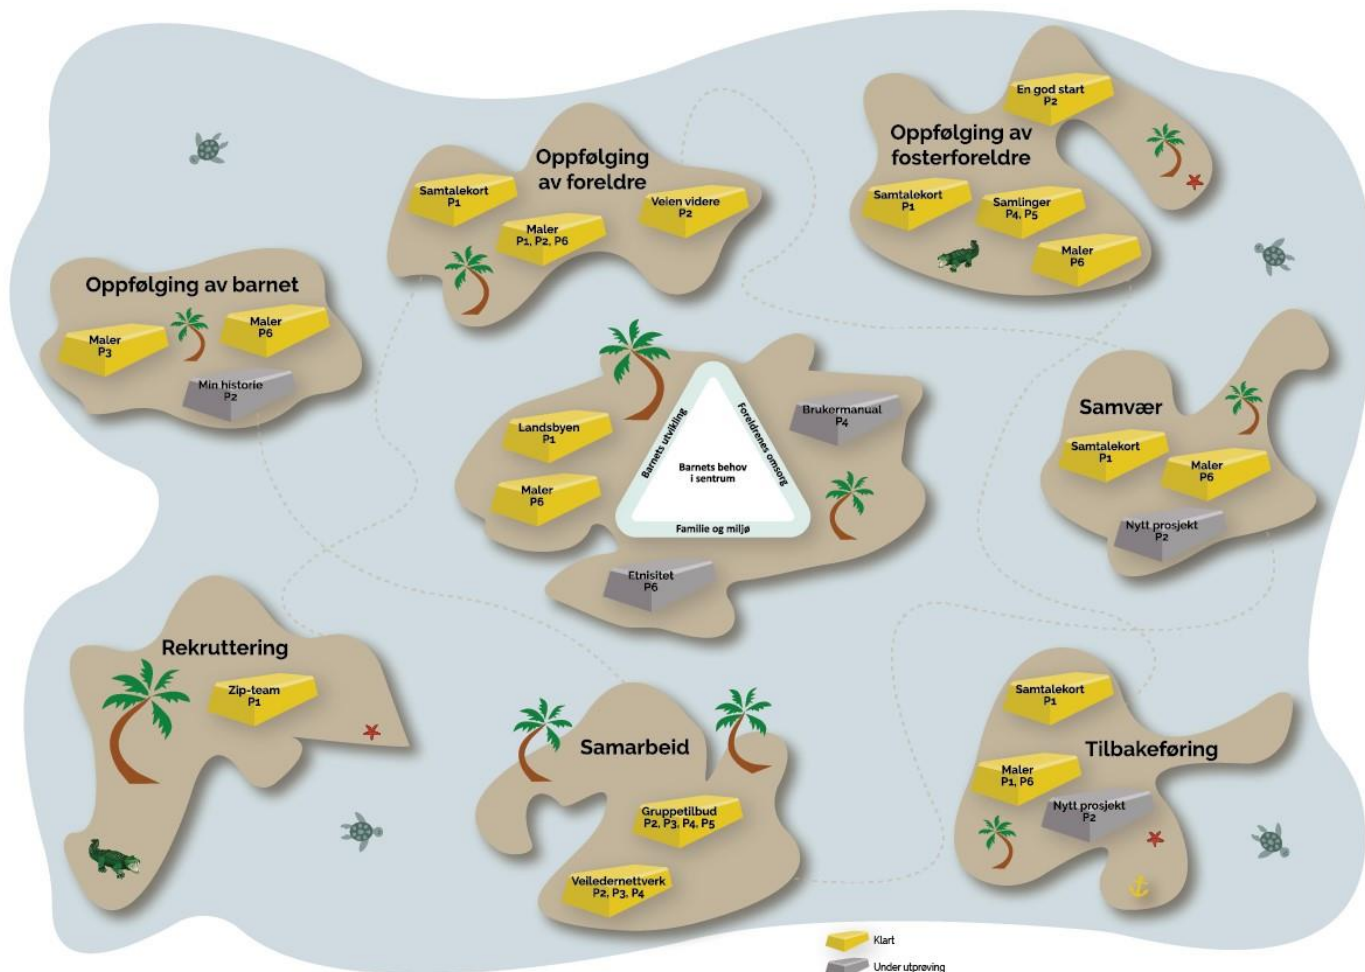 En god start
P2
Oppfølging av
fosterforeldre
Samtalekort
P1
Samlinger
P4, P5
Maler
P6
Oppfølging
av foreldre
Samtalekort
P1
Maler
P1, P2, P6
Veien videre
P2
Oppfølging av barnet
Maler
P3
Maler
P6
Min historie
P2
Landsbyen
P1
Maler
P6
Barnets utvikling
Foreldrenes omsorg
Barnets behov
i sentrum
Familie og miljø
Brukermanual
P4
Etnisitet
P6
Samvær
Samtalekort
P1
Maler
P6
Nytt prosjekt
P2
Rekruttering
Zip-team
P1
Samarbeid
Gruppetilbud
P2, P3, P4, P5
Veiledernettverk
P2, P3, P4
Samtalekort
P1
Tilbakeføring
Maler
P1, P6
Nytt prosjekt
P2
Klart
Under utprøving